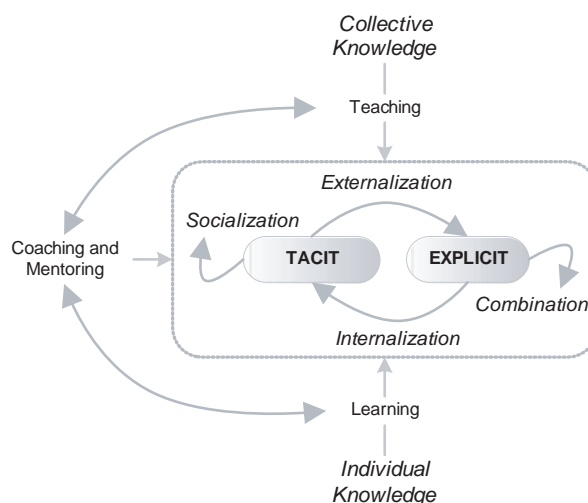 Collective
Knowledge
Teaching
Externalization
Socialization
Coaching and
Mentoring
TACIT
EXPLICIT
Combination
Internalization
Learning
Individual
Knowledge